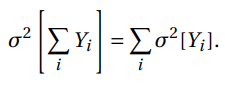 σ² [∑ᵢ Yᵢ] = ∑ᵢ σ²[Yᵢ].